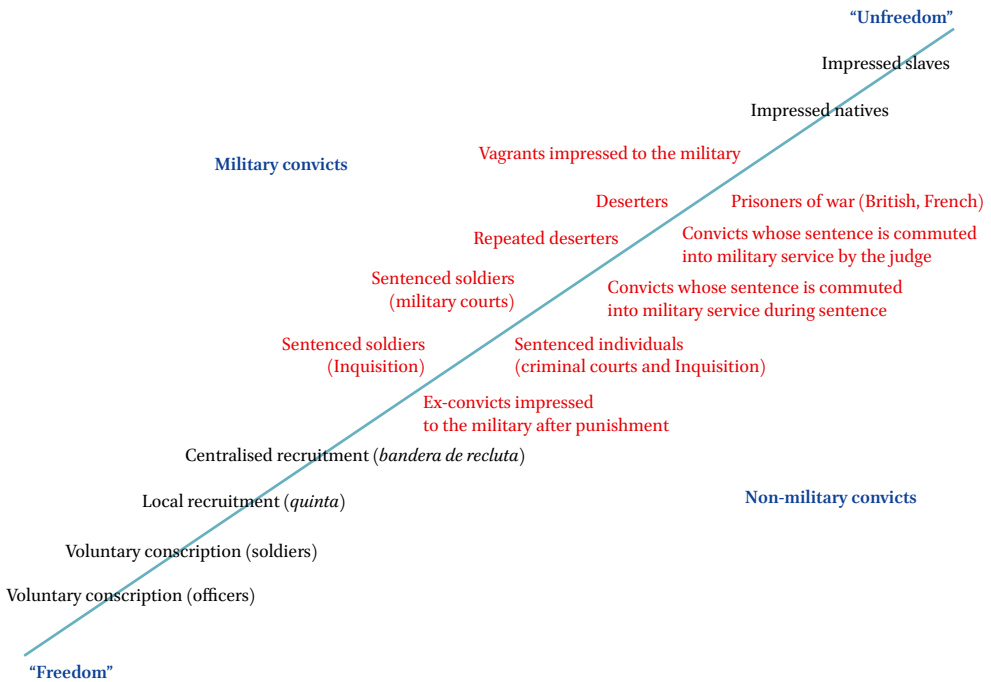 “Unfreedom”
Impressed slaves
Impressed natives
Vagrants impressed to the military
Military convicts
Deserters
Prisoners of war (British, French)
Repeated deserters
Convicts whose sentence is commuted
into military service by the judge
Sentenced soldiers
(military courts)
Convicts whose sentence is commuted
into military service during sentence
Sentenced soldiers
(Inquisition)
Sentenced individuals
(criminal courts and Inquisition)
Ex-convicts impressed
to the military after punishment
Centralised recruitment (bandera de recluta)
Local recruitment (quinta)
Non-military convicts
Voluntary conscription (soldiers)
Voluntary conscription (officers)
“Freedom”